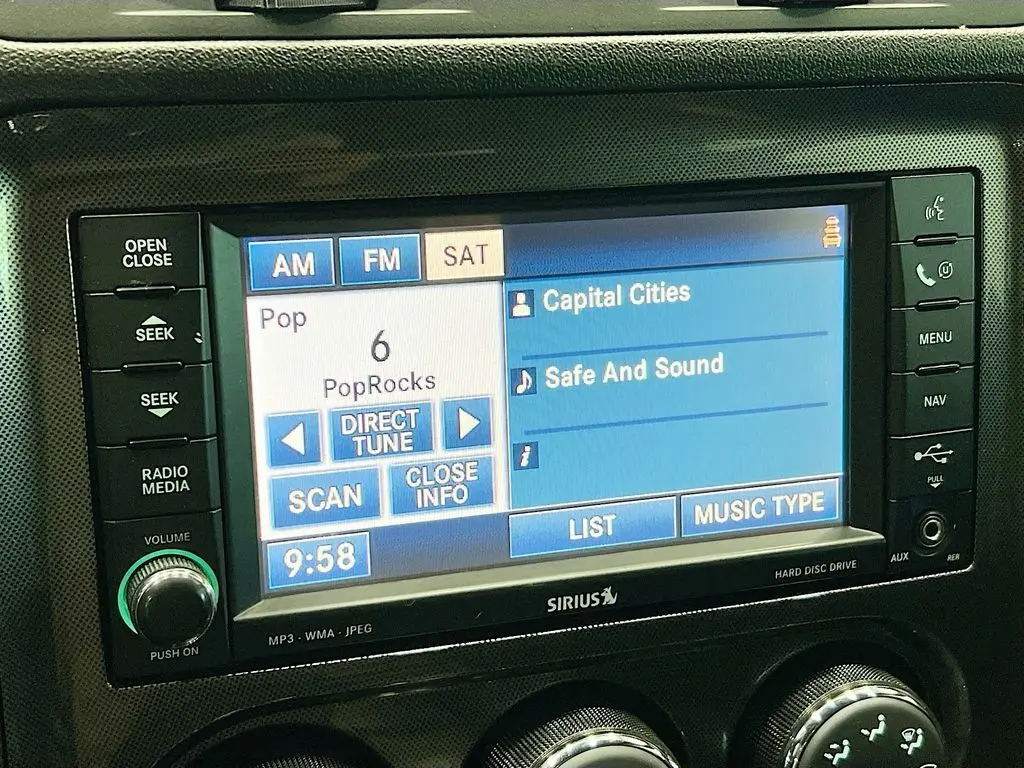 OPEN
CLOSE
SEEK
SEEK
RADIO
MEDIA
VOLUME
PUSH ON
AM
FM
SAT
Pop
6
PopRocks
DIRECT
TUNE
SCAN
CLOSE
INFO
9:58
Capital Cities
Safe And Sound
i
LIST
MUSIC TYPE
MP3 - WMA - JPEG
SIRIUS
HARD DISC DRIVE
MENU
NAV
PULL
AUX
RER